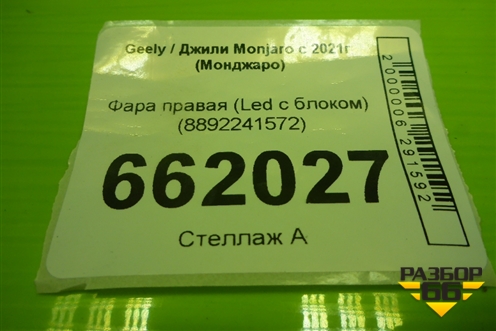 Geely / Джили Monjaro с 2021г
(Монджаро)
Фара правая (Led с блоком)
(8892241572)
662027
Стеллаж А
2000006291592
РАЗБОР
66